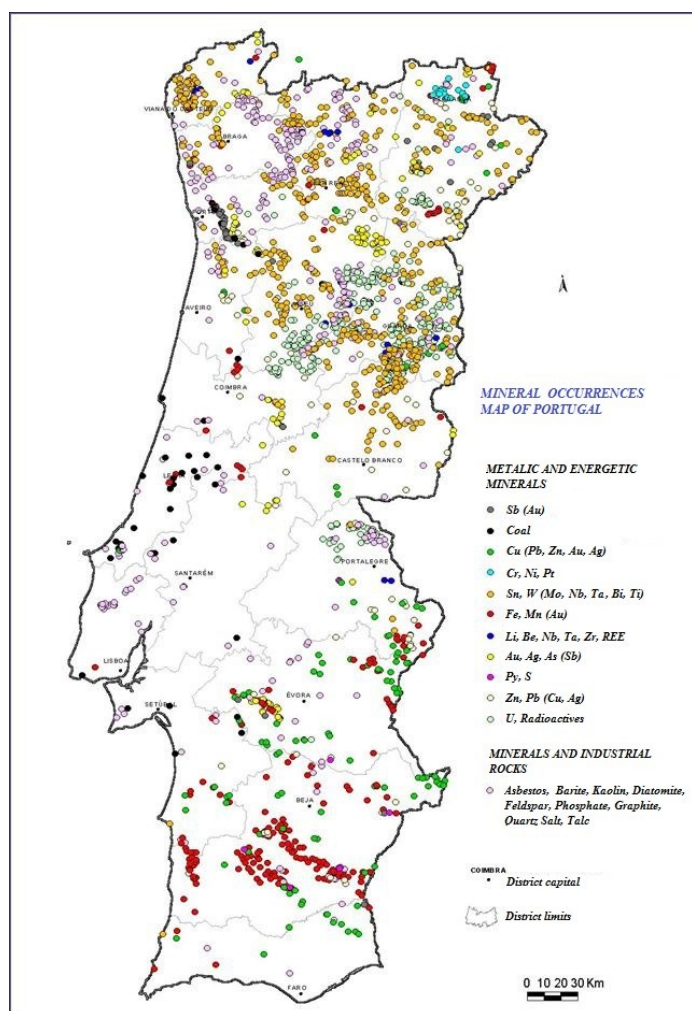 VIANA DO CASTELO
BRAGA
AVEIRO
COIMBRA
CASTELO BRANCO
SANTARÉM
PORTALEGRE
LISBOA
SETÚBAL
ÉVORA
BEJA
FARO
MINERAL OCCURRENCES
MAP OF PORTUGAL
METALIC AND ENERGETIC
MINERALS
Sb (Au)
Coal
Cu (Pb, Zn, Au, Ag)
Cr, Ni, Pt
Sn, W (Mo, Nb, Ta, Bi, Ti)
Fe, Mn (Au)
Li, Be, Nb, Ta, Zr, REE
Au, Ag, As (Sb)
Py, S
Zn, Pb (Cu, Ag)
U, Radioactives
MINERALS AND INDUSTRIAL
ROCKS
Asbestos, Barite, Kaolin, Diatomite,
Feldspar, Phosphate, Graphite,
Quartz Salt, Talc
COIMBRA
District capital
District limits
0 10 20 30 Km